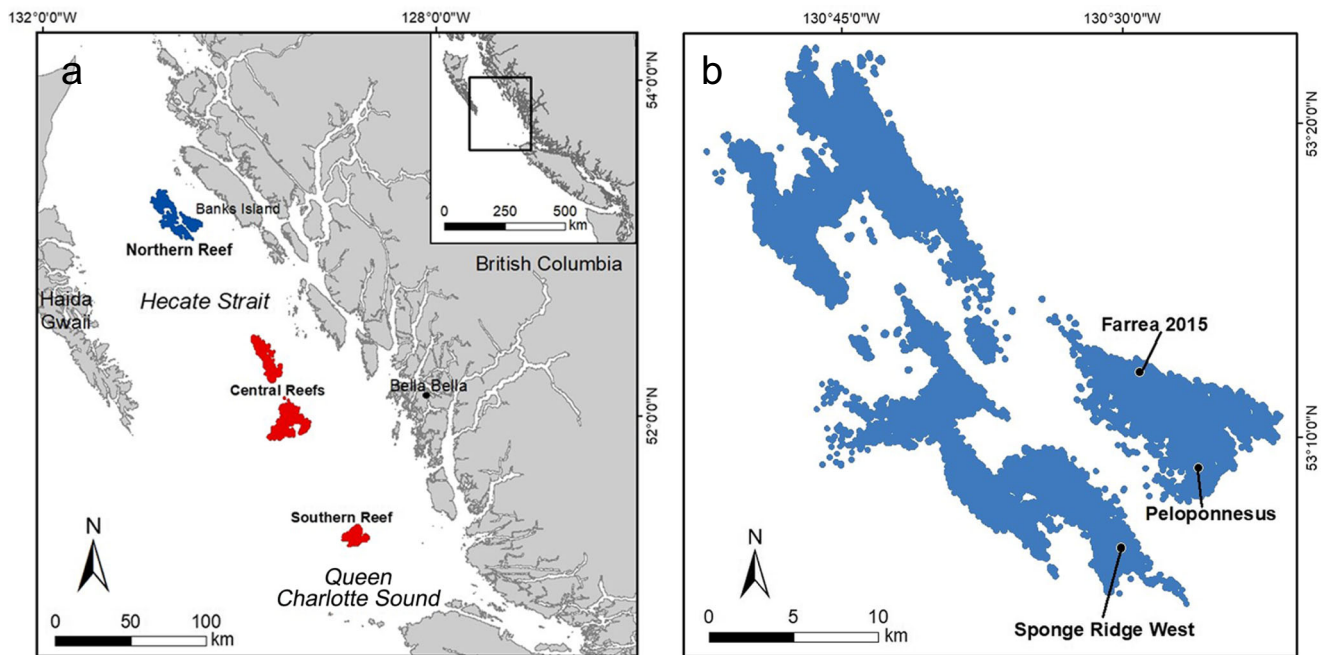 132°0'0"W
128°0'0"W
a
54°0'0"N
0 250 500
km
Banks Island
Northern Reef
British Columbia
Haida
Gwaii
Hecate Strait
Central Reefs
Bella Bella
52°0'0"N
Southern Reef
N
Queen
Charlotte Sound
0 50 100
km
130°45'0"W
130°30'0"W
b
53°20'0"N
Farrea 2015
53°10'0"N
Peloponnesus
N
Sponge Ridge West
0 5 10
km